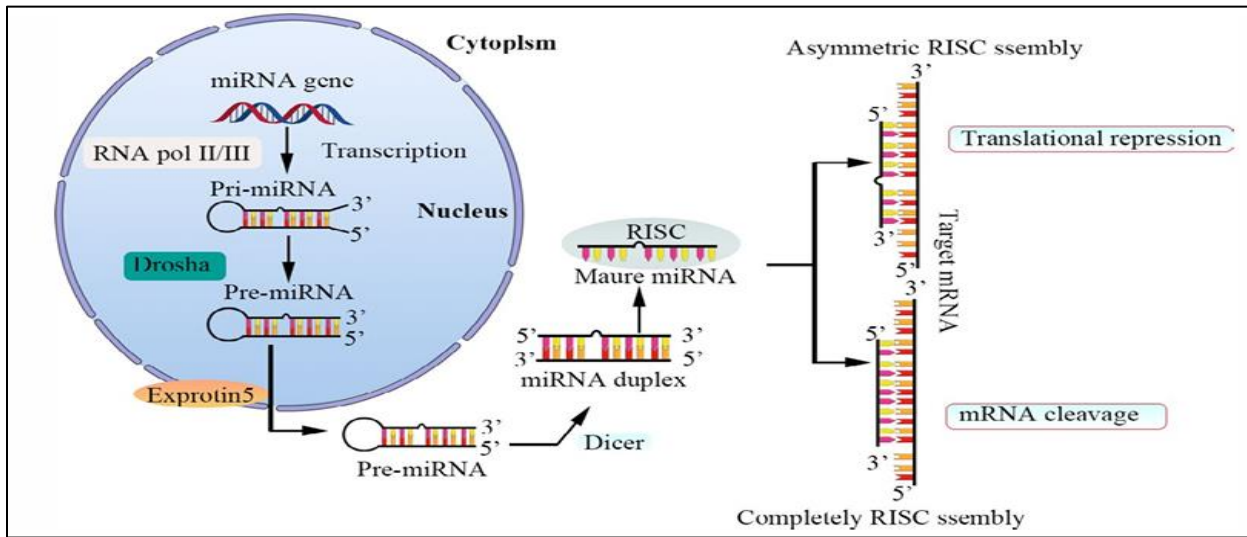 Cytoplsm
miRNA gcnc
RNA pol II/III
Transcription
Pri-miRNA
3’
5’
Nucleus
Drosha
Pre-miRNA
3’
5’
Exprotin5
3’
5’
Pre-miRNA
Dicer
5’ 3’
3’ 5’
miRNA duplex
RISC
Maure miRNA
Asymmetric RISC ssembly
3’
5’
Translational repression
3’
5’
Target mRNA
3’
5’
mRNA cleavage
3’
5’
Completely RISC ssembly